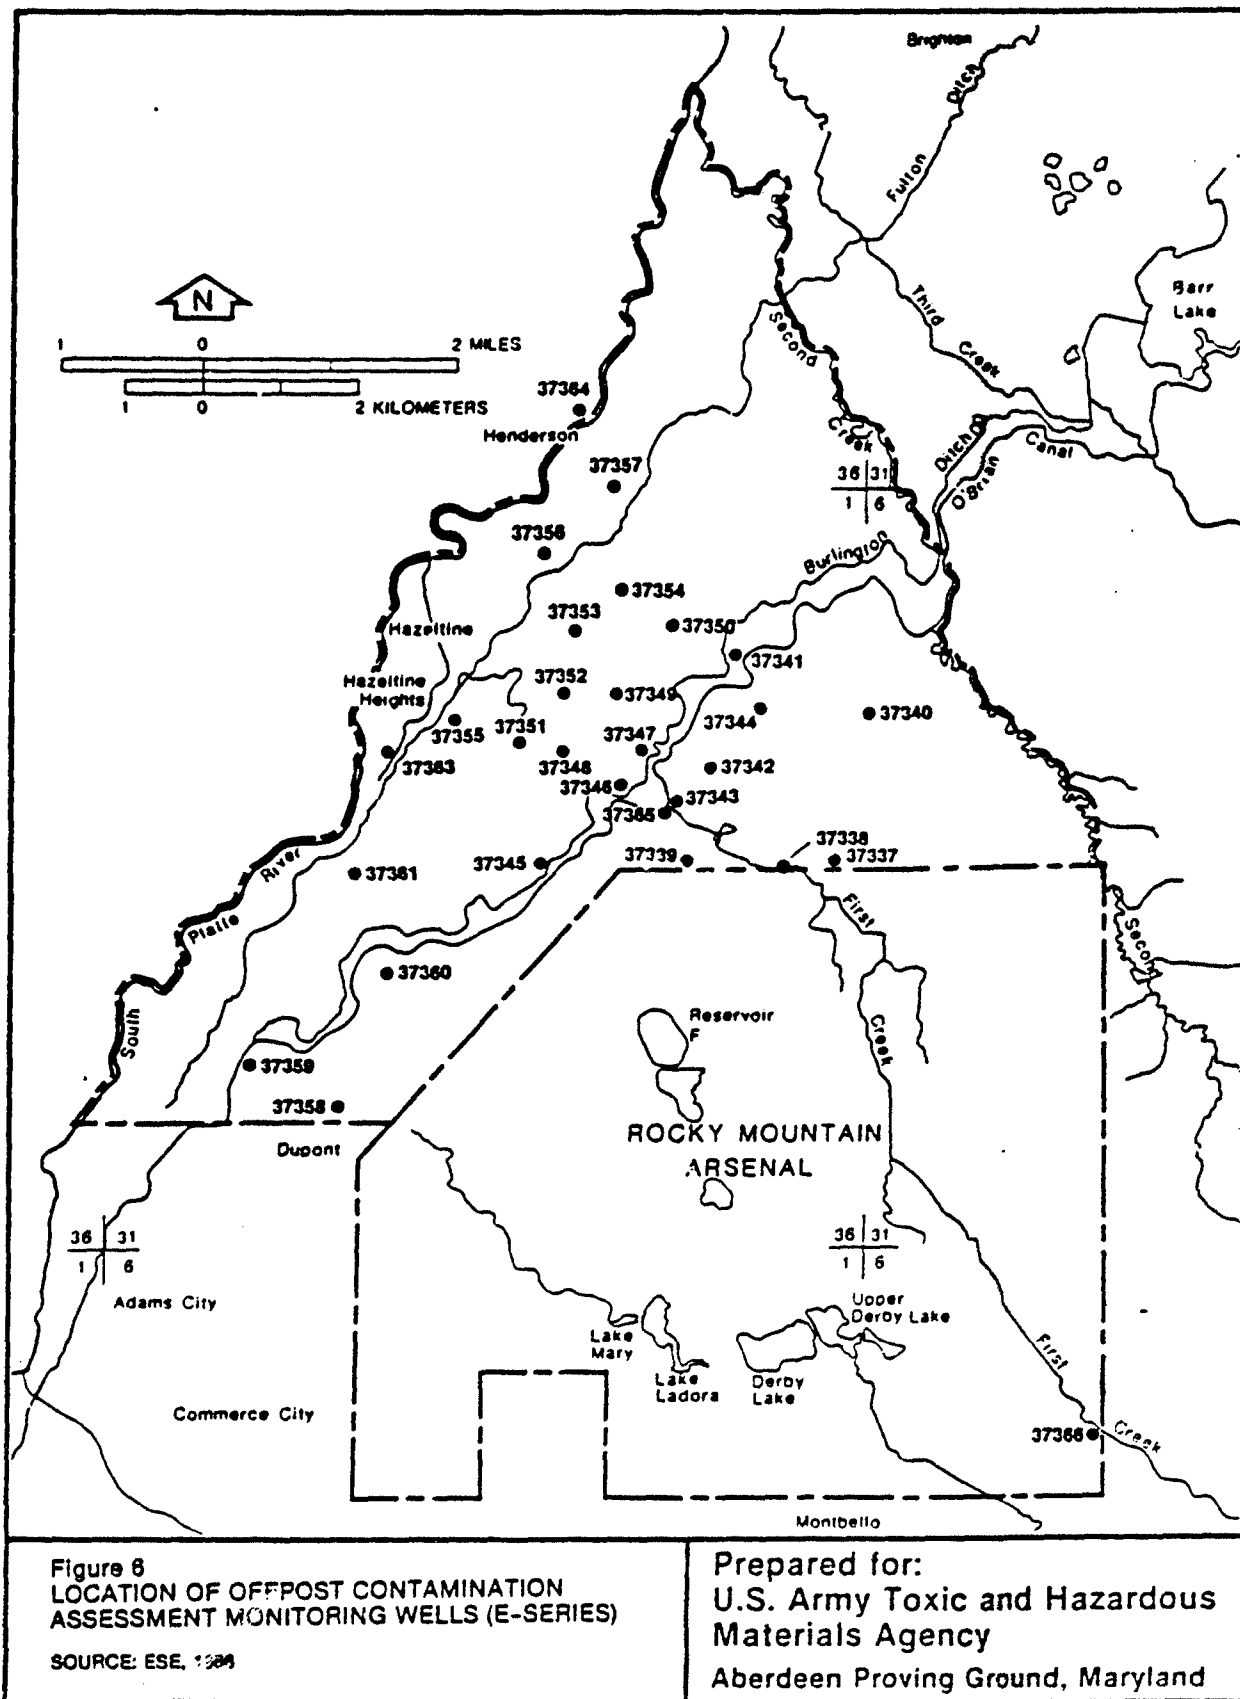 Brighton
Fulton Ditch
Barr
Lake
N
1 0 2 MILES
1 0 2 KILOMETERS
Third Creek
Second Creek
37364
Henderson
37357
Ditch
O'Brian Canal
36 31
1 6
37356
Burlington
37354
37353
37350
Hazeltine
37341
Hazeltine
Heights
37352
37349
37344
37340
37355
37351
37347
37363
37348
37342
37346
37343
37365
37338
37345
37339
37337
South Platte River
37361
First Creek
Second
37360
Reservoir
F
37359
37358
Dupont
ROCKY MOUNTAIN
ARSENAL
36 31
1 6
36 31
1 6
Adams City
Upper
Derby Lake
Lake
Mary
Lake
Ladora
Derby
Lake
First Creek
Commerce City
37366
Montbello
Figure 6
LOCATION OF OFFPOST CONTAMINATION
ASSESSMENT MONITORING WELLS (E-SERIES)
SOURCE: ESE,
Prepared for:
U.S. Army Toxic and Hazardous
Materials Agency
Aberdeen Proving Ground, Maryland